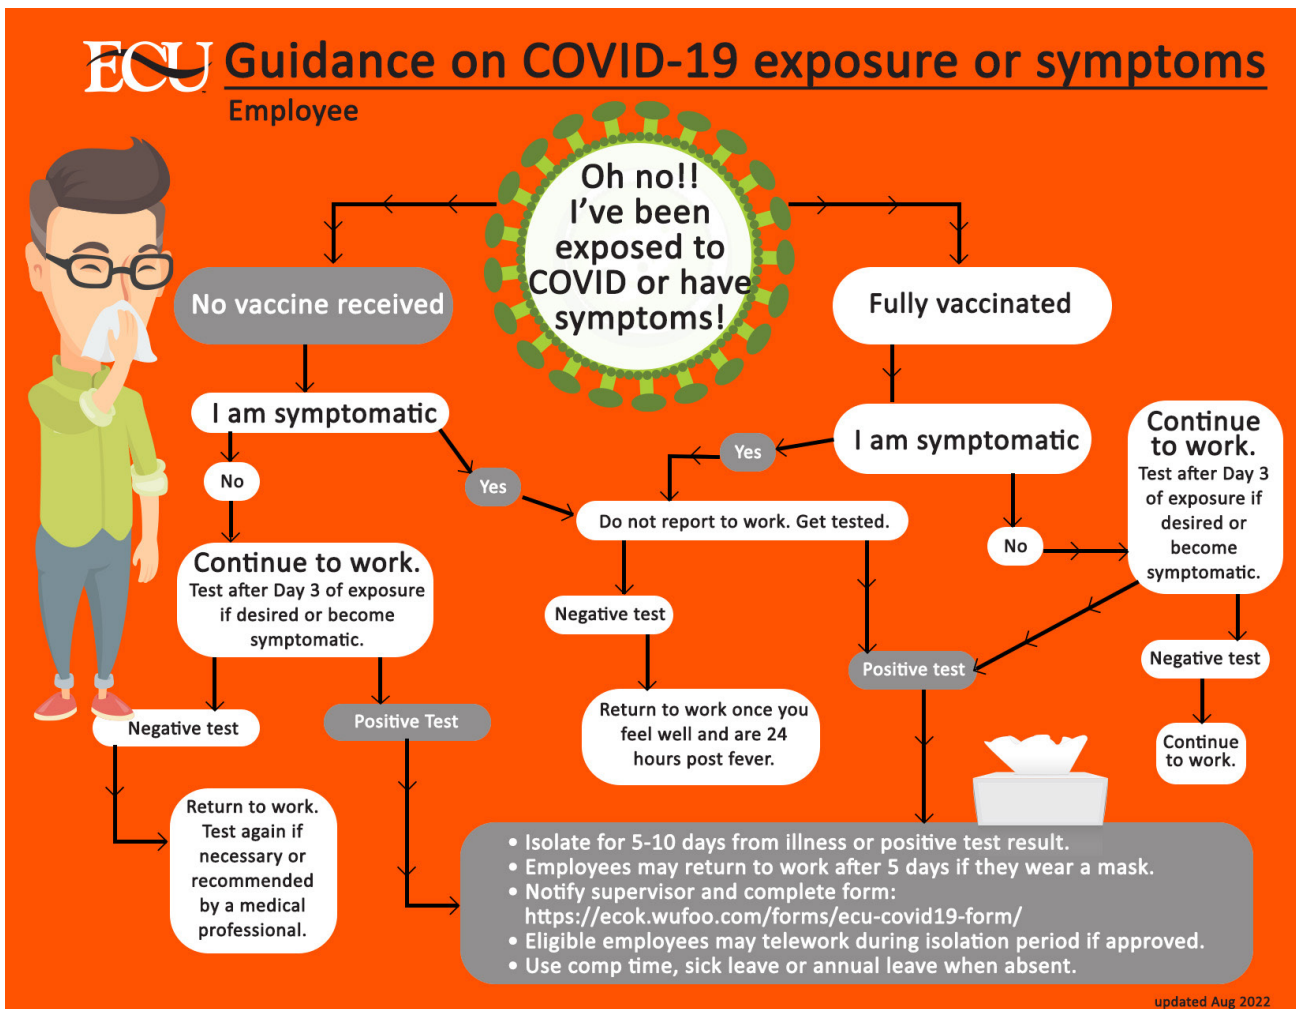 ECU
Guidance on COVID-19 exposure or symptoms
Employee
Oh no!!
I've been
exposed to
COVID or have
symptoms!
No vaccine received
I am symptomatic
No
Yes
Continue to work.
Test after Day 3 of exposure
if desired or become
symptomatic.
Negative test
Return to work.
Test again if
necessary or
recommended
by a medical
professional.
Positive Test
Fully vaccinated
I am symptomatic
Yes
No
Do not report to work. Get tested.
Negative test
Return to work once you
feel well and are 24
hours post fever.
Positive test
Continue
to work.
Test after Day 3
of exposure if
desired or
become
symptomatic.
Negative test
Continue
to work.
• Isolate for 5-10 days from illness or positive test result.
• Employees may return to work after 5 days if they wear a mask.
• Notify supervisor and complete form:
https://ecok.wufoo.com/forms/ecu-covid19-form/
• Eligible employees may telework during isolation period if approved.
• Use comp time, sick leave or annual leave when absent.
updated Aug 2022